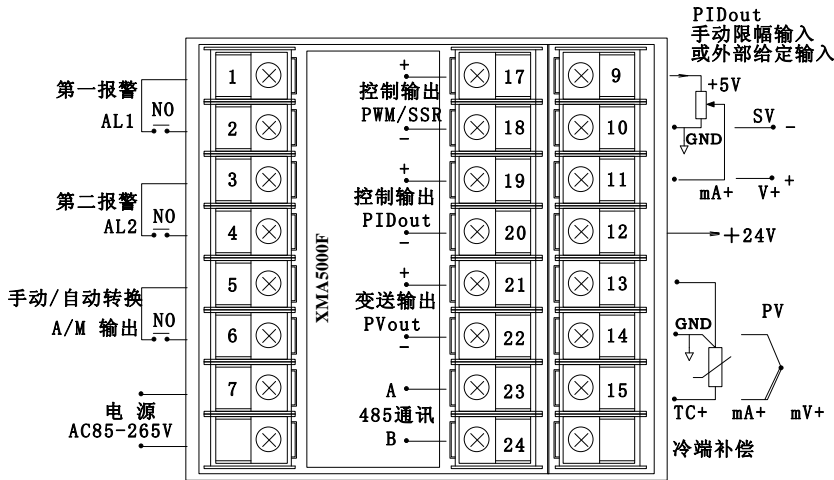 PIDout
手动限幅输入
或外部给定输入
第一报警
AL1
NO
第二报警
AL2
NO
手动/自动转换
A/M 输出
NO
电 源
AC85-265V
1
2
3
4
5
6
7
XMA5000F
+
控制输出
PWM/SSR
−
+
控制输出
PIDout
−
+
变送输出
PVout
−
A
485通讯
B
17
18
19
20
21
22
23
24
9
10
11
12
13
14
15
+5V
SV
−
GND
mA+
V+
+
+24V
GND
PV
TC+
mA+
mV+
冷端补偿